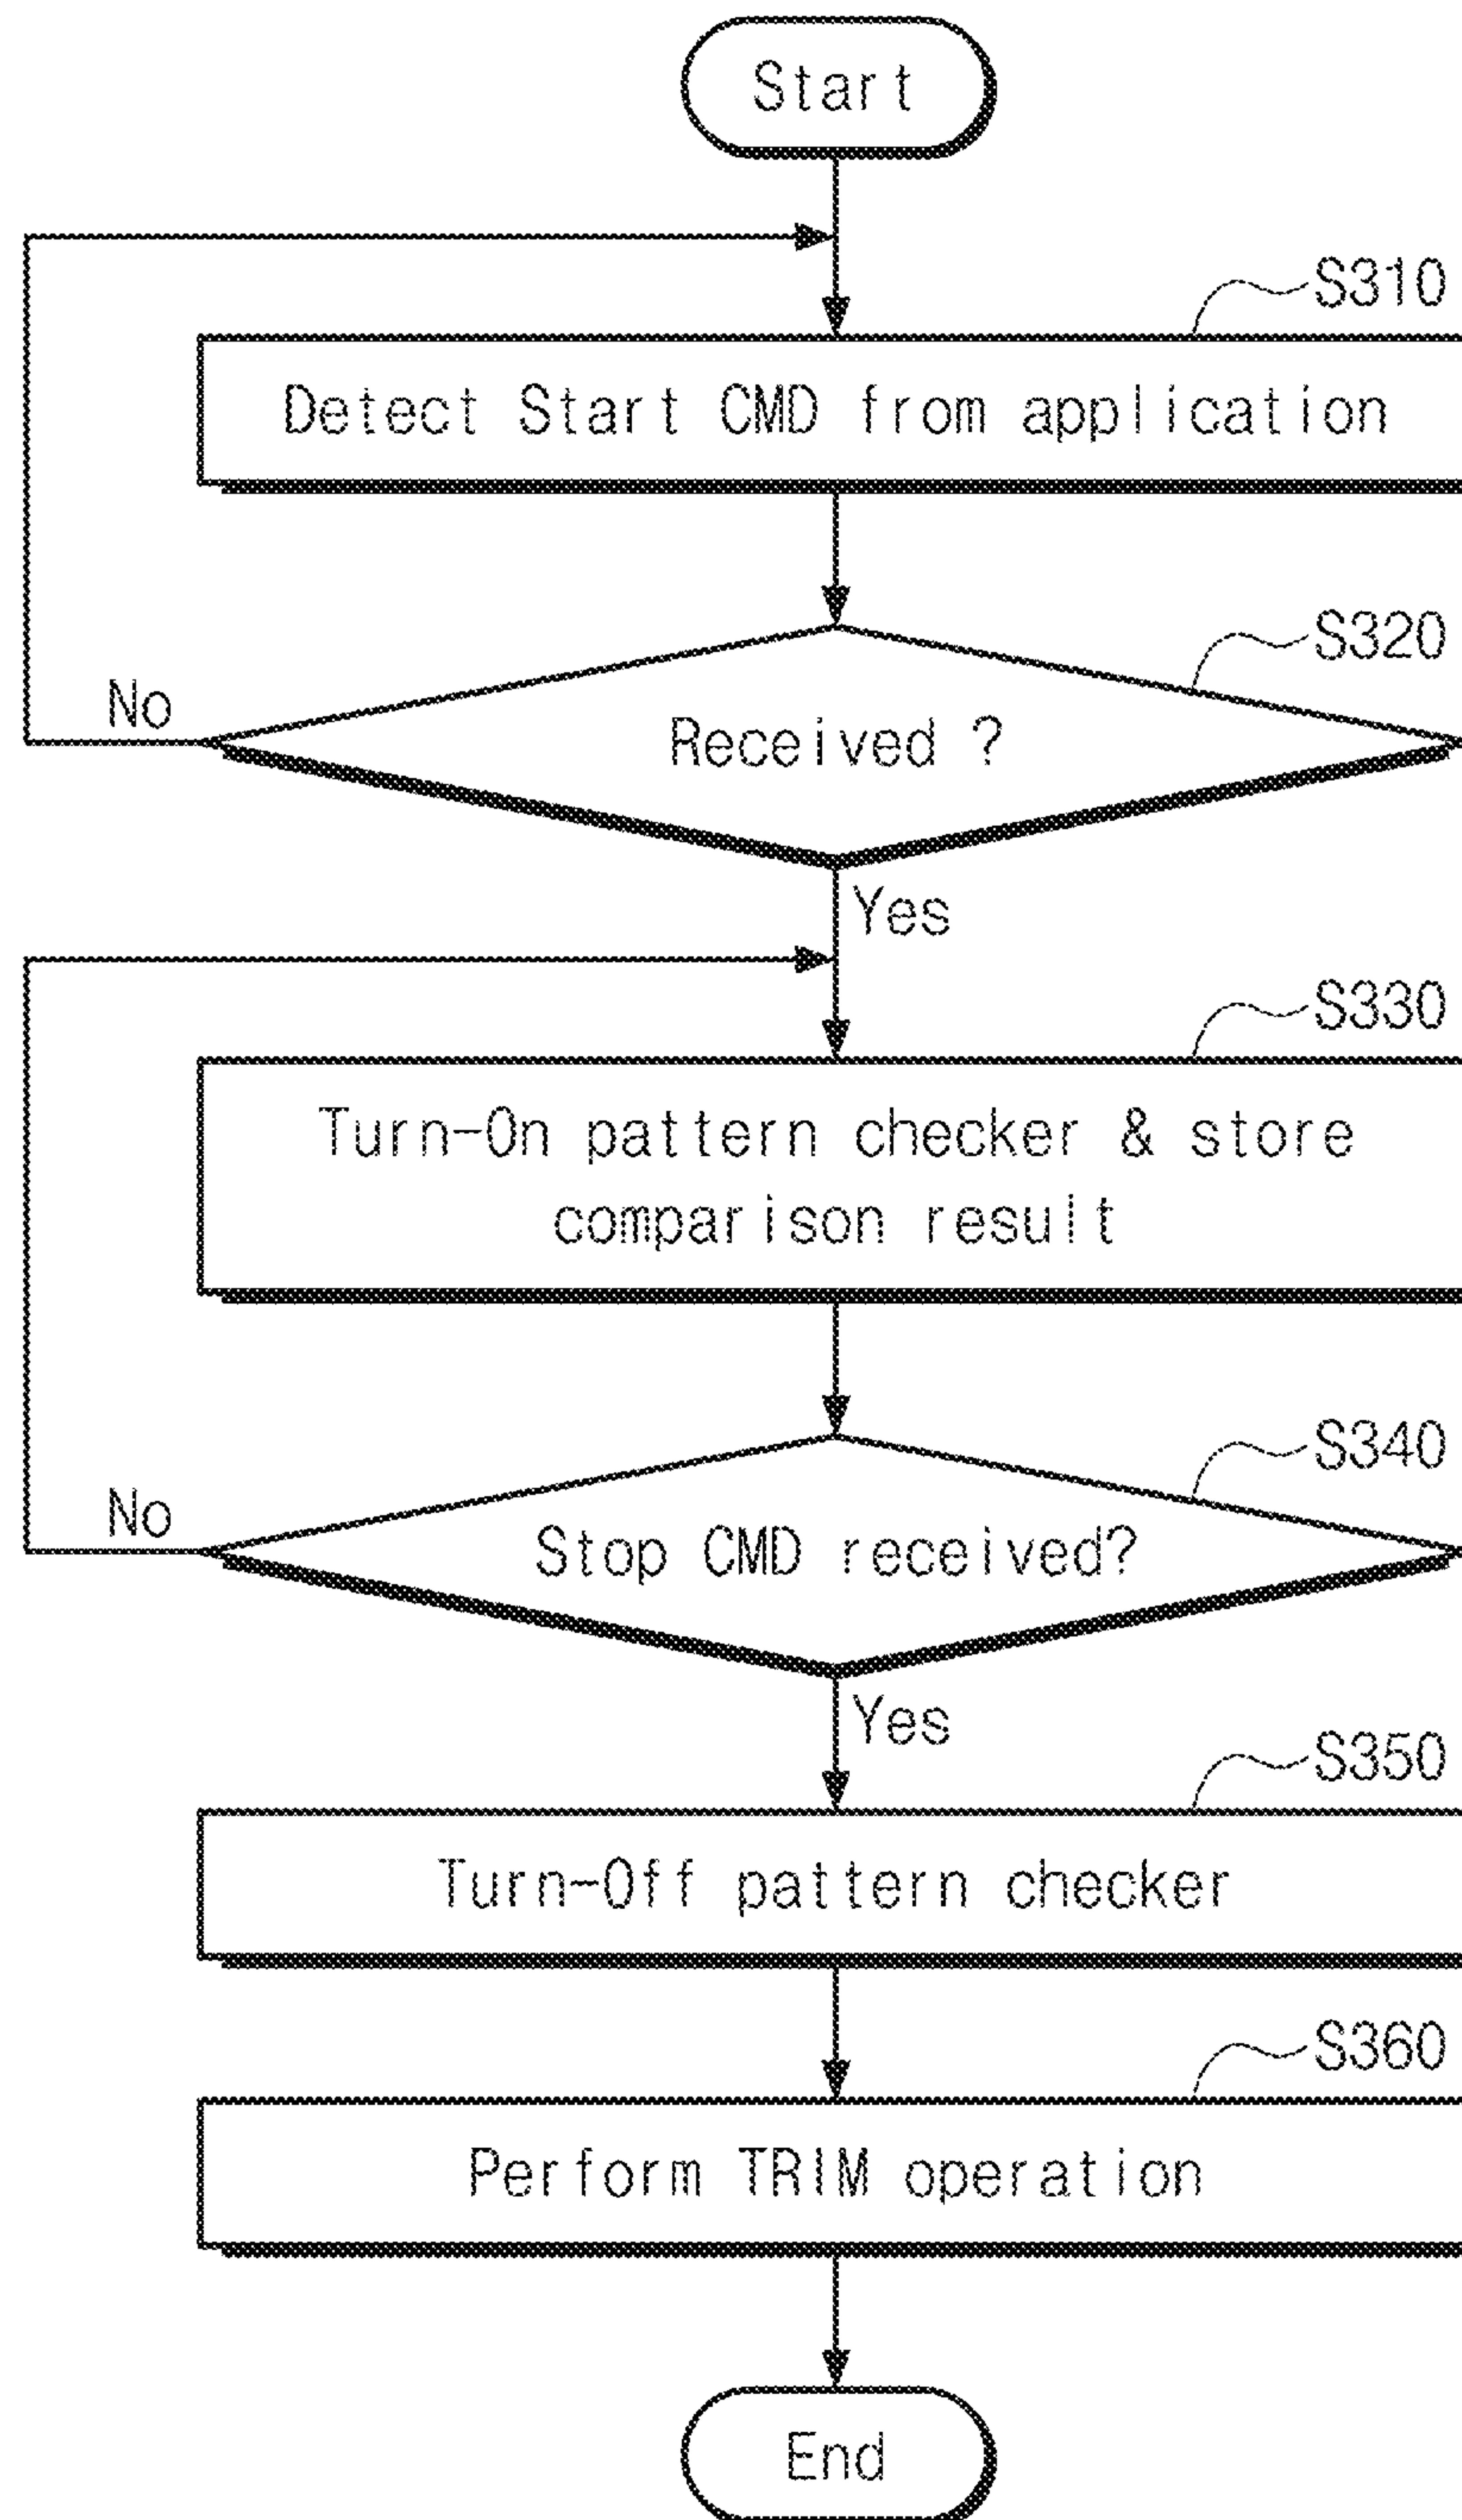 Start
S310
Detect Start CMD from application
S320
No
Received ?
Yes
S330
Turn-On pattern checker & store
comparison result
S340
No
Stop CMD received?
Yes
S350
Turn-Off pattern checker
S360
Perform TRIM operation
End